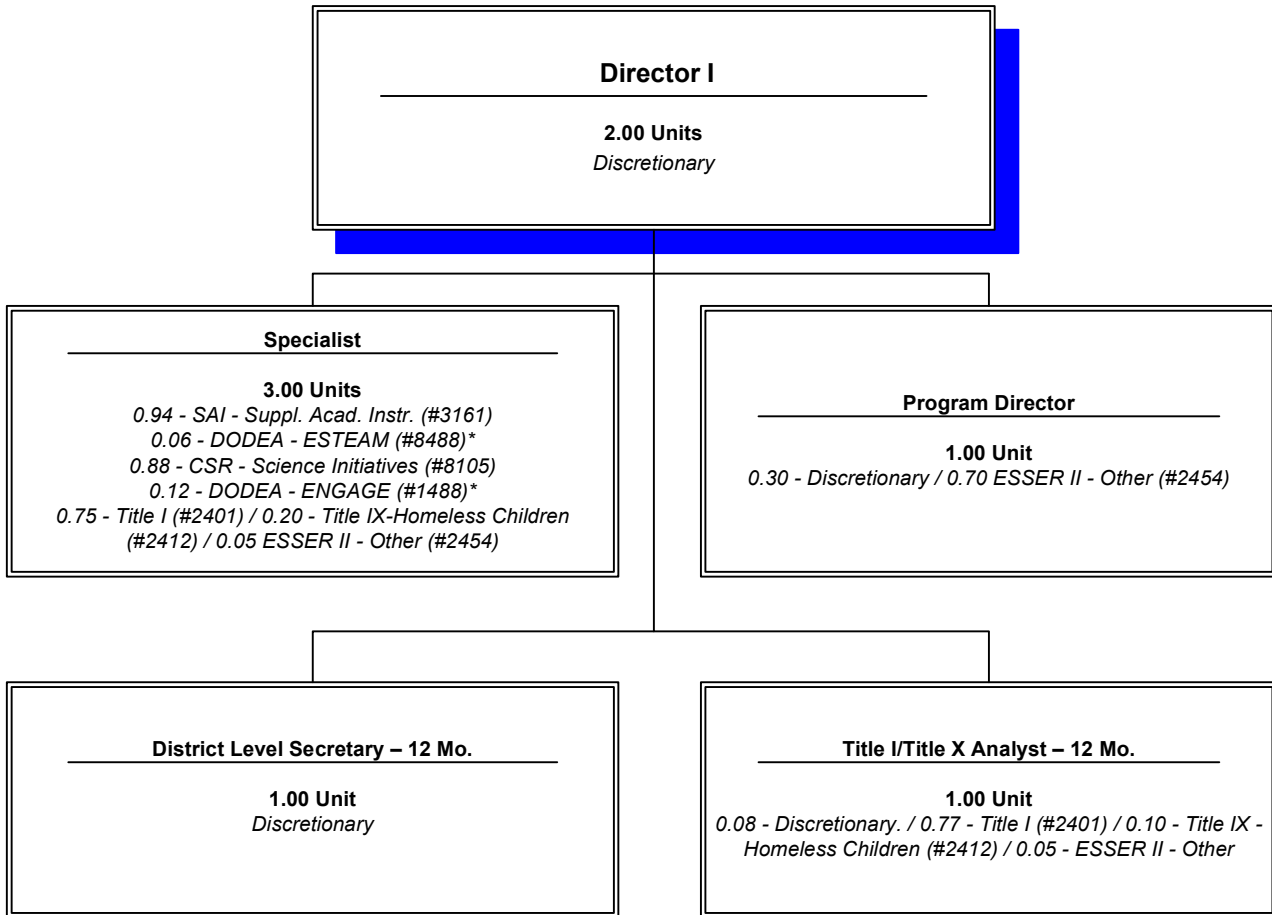 Director I
2.00 Units
Discretionary
Specialist
3.00 Units
0.94 - SAI - Suppl. Acad. Instr. (#3161)
0.06 - DODEA - ESTEAM (#8488)*
0.88 - CSR - Science Initiatives (#8105)
0.12 - DODEA - ENGAGE (#1488)*
0.75 - Title I (#2401) / 0.20 - Title IX-Homeless Children
(#2412) / 0.05 ESSER II - Other (#2454)
Program Director
1.00 Unit
0.30 - Discretionary / 0.70 ESSER II - Other (#2454)
District Level Secretary – 12 Mo.
1.00 Unit
Discretionary
Title I/Title X Analyst – 12 Mo.
1.00 Unit
0.08 - Discretionary. / 0.77 - Title I (#2401) / 0.10 - Title IX -
Homeless Children (#2412) / 0.05 - ESSER II - Other